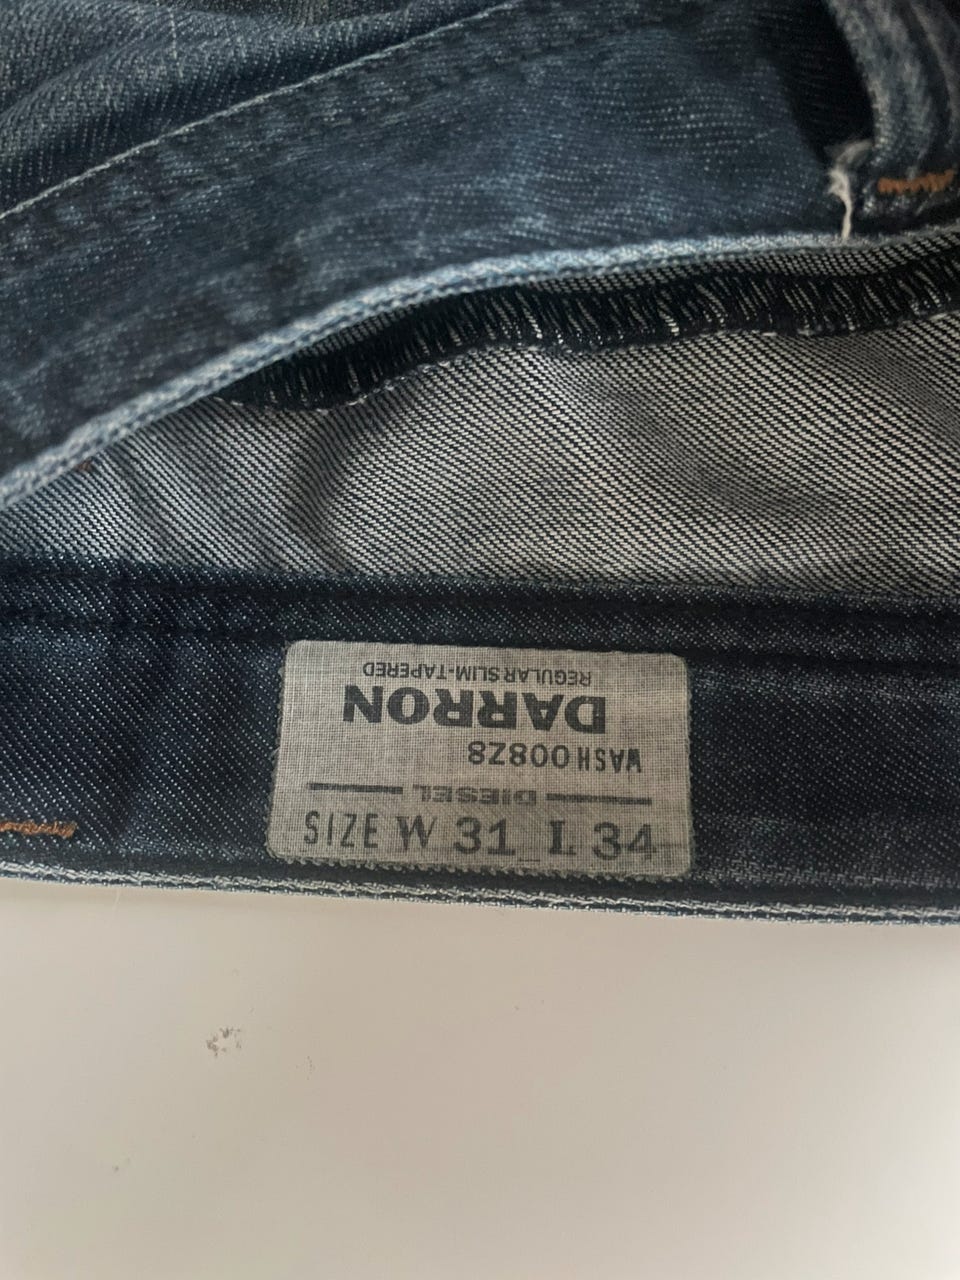 DIESEL
WASH 008Z8
DARRON
REGULAR SLIM-TAPERED
SIZE W 31 L 34